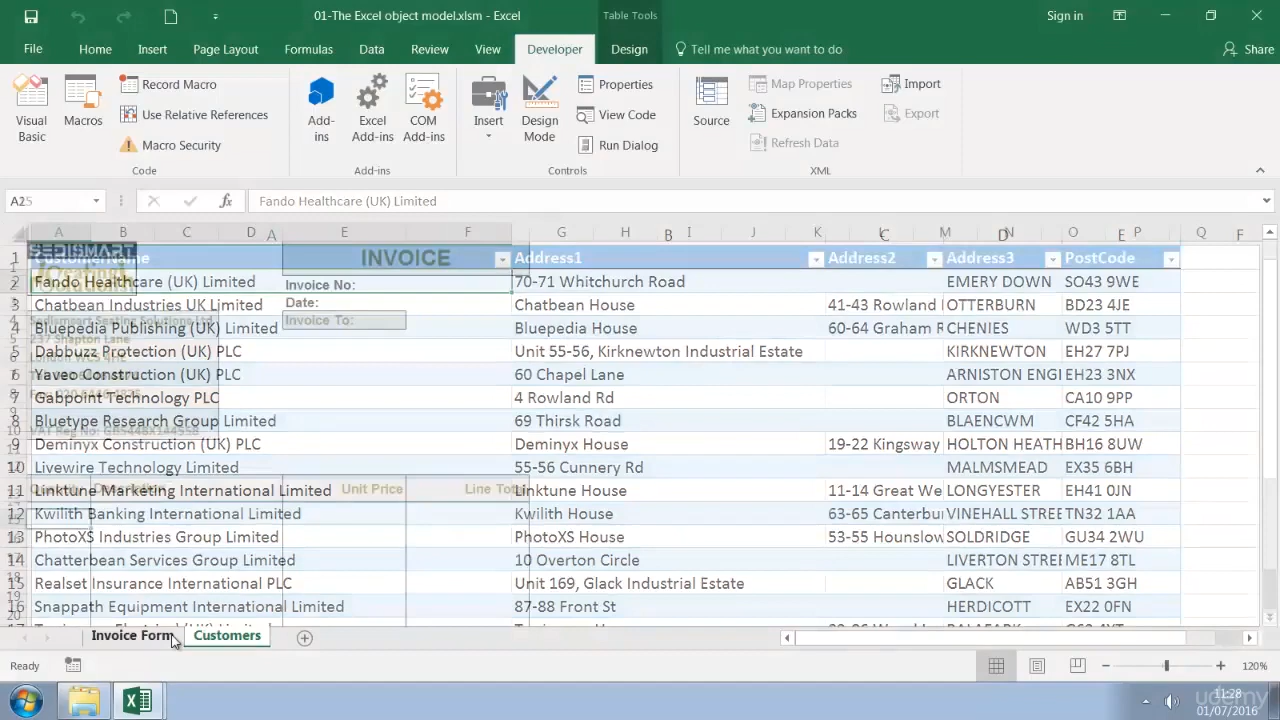 01-The Excel object model.xlsm - Excel
Table Tools
Sign in
File
Home
Insert
Page Layout
Formulas
Data
Review
View
Developer
Design
Tell me what you want to do
Share
Visual Basic
Macros
Record Macro
Use Relative References
Macro Security
Code
Add-ins
Excel Add-ins
COM Add-ins
Add-ins
Insert
Design Mode
Properties
View Code
Run Dialog
Controls
Source
Map Properties
Expansion Packs
Refresh Data
Import
Export
XML
A25
fx
Fando Healthcare (UK) Limited
CustomerName Address1 Address2 Address3 PostCode
INVOICE
Fando Healthcare (UK) Limited 70-71 Whitchurch Road EMERY DOWN SO43 9WE
Invoice No:
Chatbean Industries UK Limited Chatbean House 41-43 Rowland OTTERBURN BD23 4JE
Date:
Invoice To:
Bluepedia Publishing (UK) Limited Bluepedia House 60-64 Graham R CHENIES WD3 5TT
Dabbuzz Protection (UK) PLC Unit 55-56, Kirknewton Industrial Estate KIRKNEWTON EH27 7PJ
Construction (UK) PLC 60 Chapel Lane ARNISTON ENGI EH23 3NX
Gabpoint Technology PLC 4 Rowland Rd ORTON CA10 9PP
Bluetype Research Group Limited 69 Thirsk Road BLAENCWM CF42 5HA
Deminyx Construction (UK) PLC Deminyx House 19-22 Kingsway HOLTON HEATH BH16 8UW
Livewire Technology Limited 55-56 Cunnery Rd MALMSMEAD EX35 6BH
Linktune Marketing International Limited Linktune House 11-14 Great We LONGYESTER EH41 0JN
Unit Price Line Total
Kwilith Banking International Limited Kwilith House 63-65 Canterbu VINEHALL STREE TN32 1AA
PhotoXS Industries Group Limited PhotoXS House 53-55 Hounslow SOLDRIDGE GU34 2WU
Chatterbean Services Group Limited 10 Overton Circle LIVERTON STREE ME17 8TL
Realset Insurance International PLC Unit 169, Glack Industrial Estate GLACK AB51 3GH
Snappath Equipment International Limited 87-88 Front St HERDICOTT EX22 0FN
Invoice Form
Customers
Ready
120%
11:28
01/07/2016
udemy